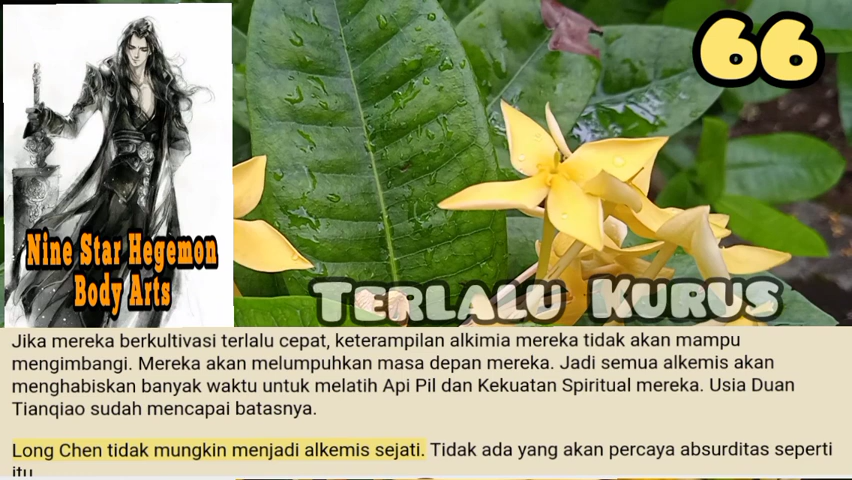 66
Nine Star Hegemon
Body Arts
Terlalu Kurus
Jika mereka berkultivasi terlalu cepat, keterampilan alkimia mereka tidak akan mampu
mengimbangi. Mereka akan melumpuhkan masa depan mereka. Jadi semua alkemis akan
menghabiskan banyak waktu untuk melatih Api Pil dan Kekuatan Spiritual mereka. Usia Duan
Tianqiao sudah mencapai batasnya.
Long Chen tidak mungkin menjadi alkemis sejati. Tidak ada yang akan percaya absurditas seperti
itu